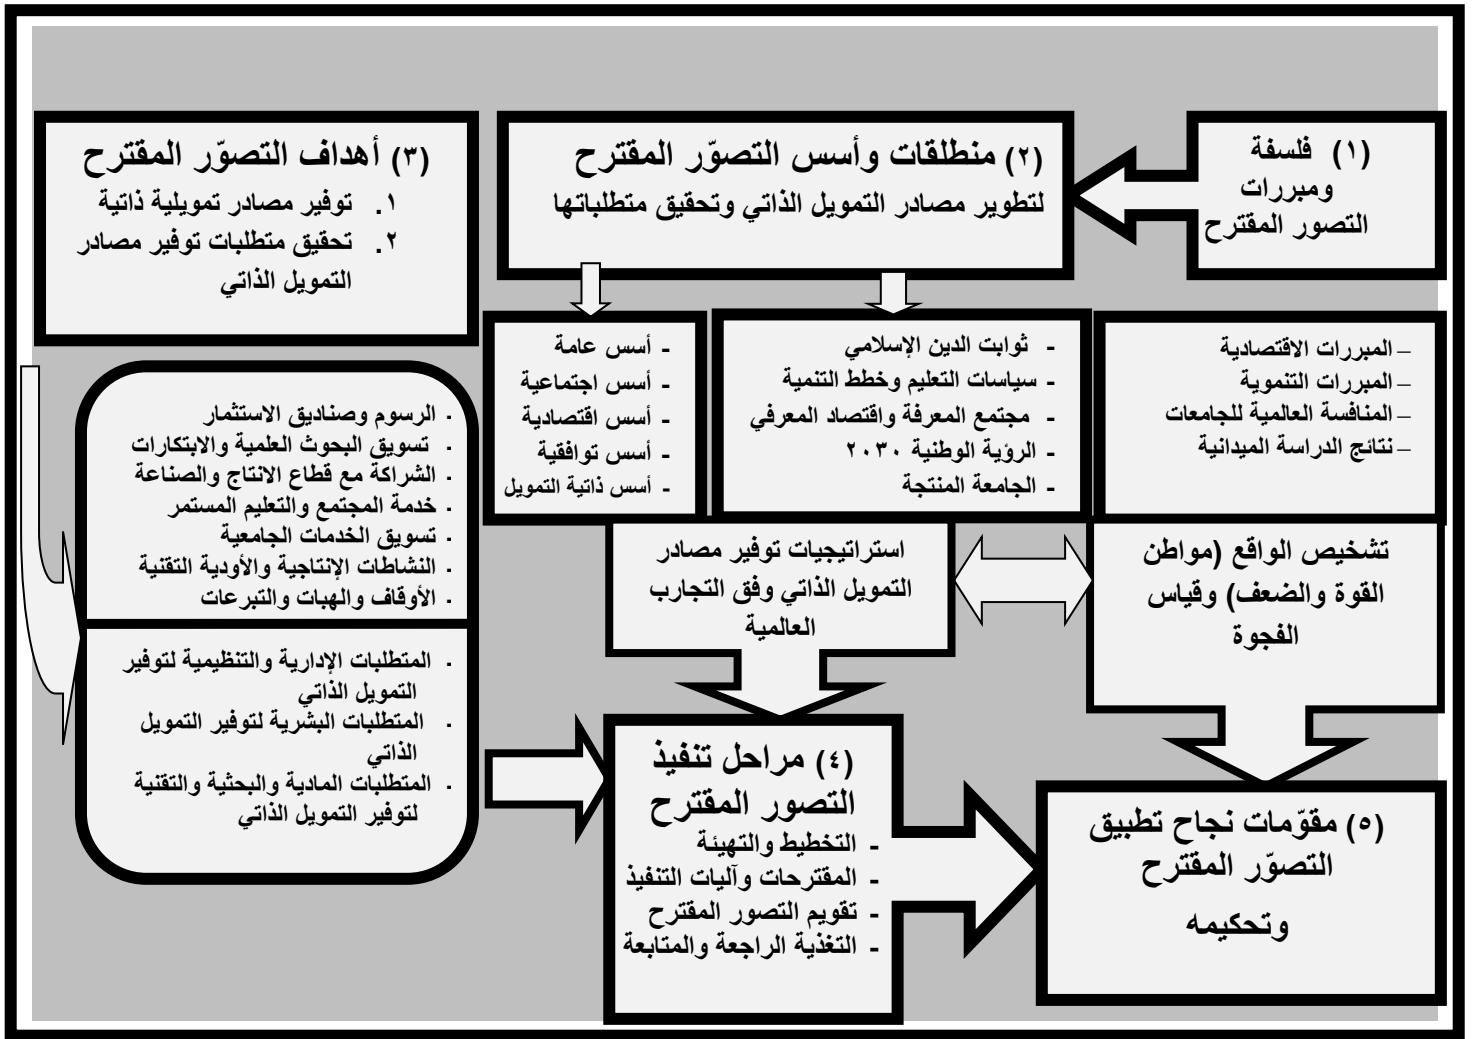 (١) فلسفة
ومبررات
التصور المقترح
(٢) منطلقات وأسس التصوّر المقترح
لتطوير مصادر التمويل الذاتي وتحقيق متطلباتها
(٣) أهداف التصوّر المقترح
١. توفير مصادر تمويلية ذاتية
٢. تحقيق متطلبات توفير مصادر
التمويل الذاتي
– المبررات الاقتصادية
– المبررات التنموية
– المنافسة العالمية للجامعات
– نتائج الدراسة الميدانية
- ثوابت الدين الإسلامي
- سياسات التعليم وخطط التنمية
- مجتمع المعرفة واقتصاد المعرفي
- الرؤية الوطنية ٢٠٣٠
- الجامعة المنتجة
- أسس عامة
- أسس اجتماعية
- أسس اقتصادية
- أسس توافقية
- أسس ذاتية التمويل
- الرسوم وصناديق الاستثمار
- تسويق البحوث العلمية والابتكارات
- الشراكة مع قطاع الانتاج والصناعة
- خدمة المجتمع والتعليم المستمر
- تسويق الخدمات الجامعية
- النشاطات الإنتاجية والأودية التقنية
- الأوقاف والهبات والتبرعات
- المتطلبات الإدارية والتنظيمية لتوفير
التمويل الذاتي
- المتطلبات البشرية لتوفير التمويل
الذاتي
- المتطلبات المادية والبحثية والتقنية
لتوفير التمويل الذاتي
تشخيص الواقع (مواطن
القوة والضعف) وقياس
الفجوة
استراتيجيات توفير مصادر
التمويل الذاتي وفق التجارب
العالمية
(٤) مراحل تنفيذ
التصور المقترح
- التخطيط والتهيئة
- المقترحات وآليات التنفيذ
- تقويم التصور المقترح
- التغذية الراجعة والمتابعة
(٥) مقوّمات نجاح تطبيق
التصوّر المقترح
وتحكيمه